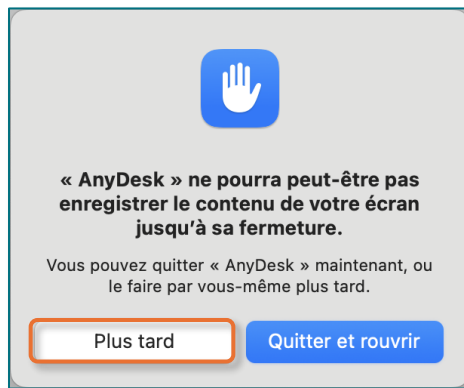 « AnyDesk » ne pourra peut-être pas
enregistrer le contenu de votre écran
jusqu’à sa fermeture.
Vous pouvez quitter « AnyDesk » maintenant, ou
le faire par vous-même plus tard.
Plus tard
Quitter et rouvrir